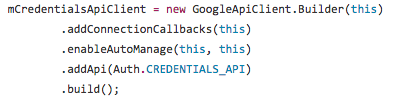 mCredentialsApiClient = new GoogleApiClient.Builder(this)
        .addConnectionCallbacks(this)
        .enableAutoManage(this, this)
        .addApi(Auth.CREDENTIALS_API)
        .build();